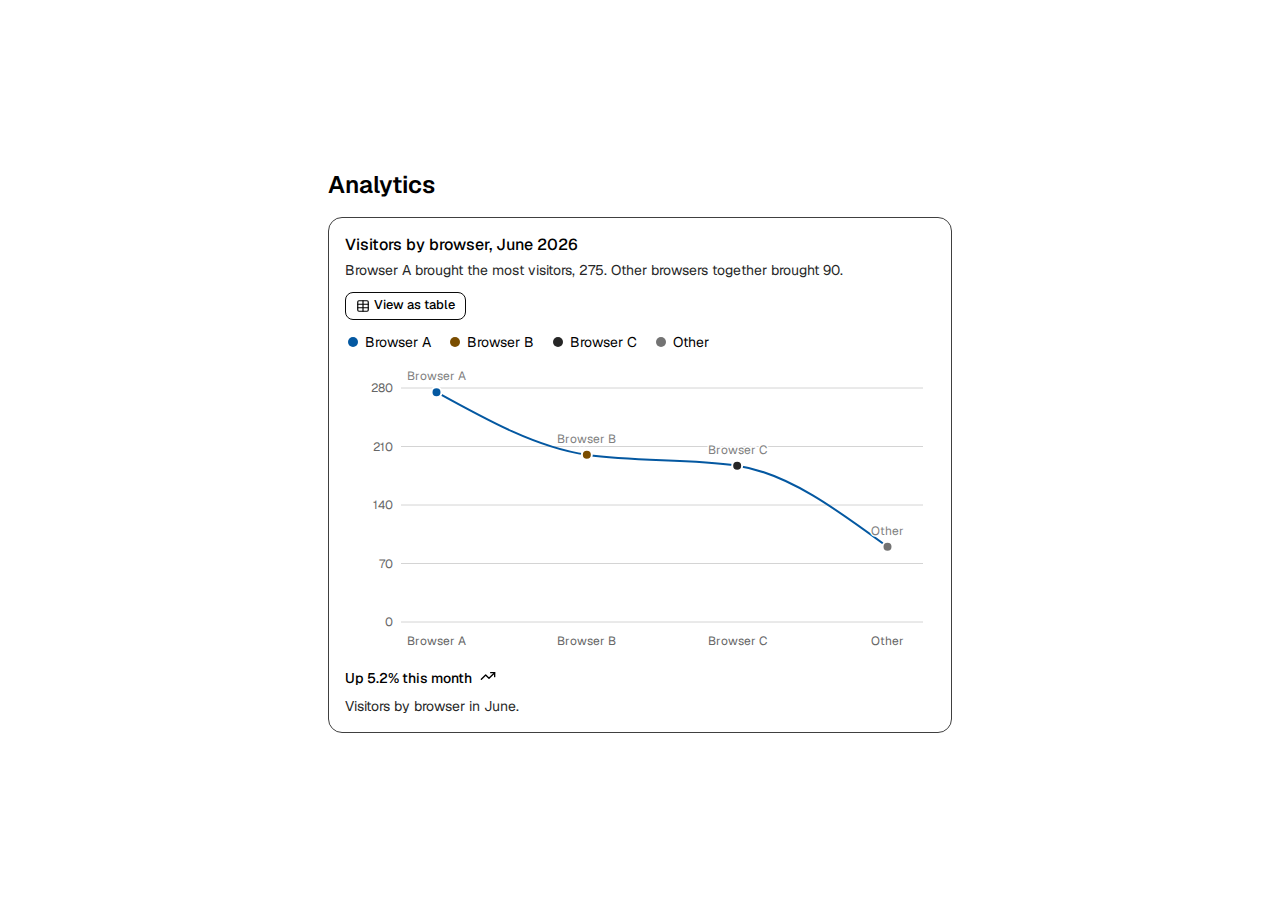 Analytics
Visitors by browser, June 2026
Browser A brought the most visitors, 275. Other browsers together brought 90.
View as table
Browser A Browser B Browser C Other
Browser A
280
Browser B
210
Browser C
140
Other
70
0
Browser A Browser B Browser C Other
Up 5.2% this month
Visitors by browser in June.